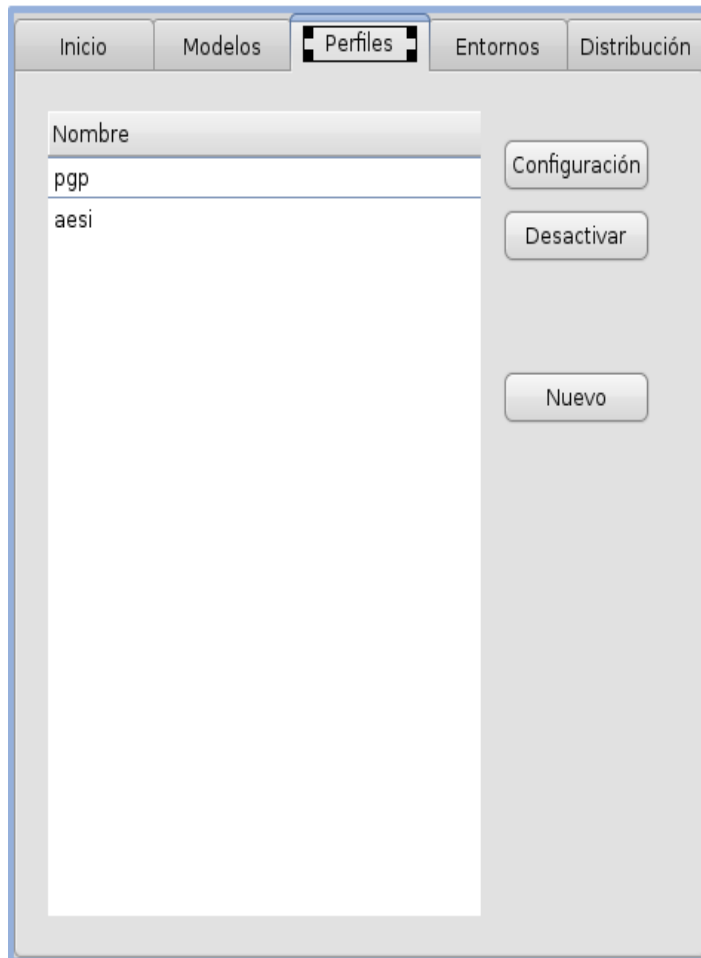 Inicio Modelos Perfiles Entornos Distribución
Nombre
pgp
aesi
Configuración
Desactivar
Nuevo